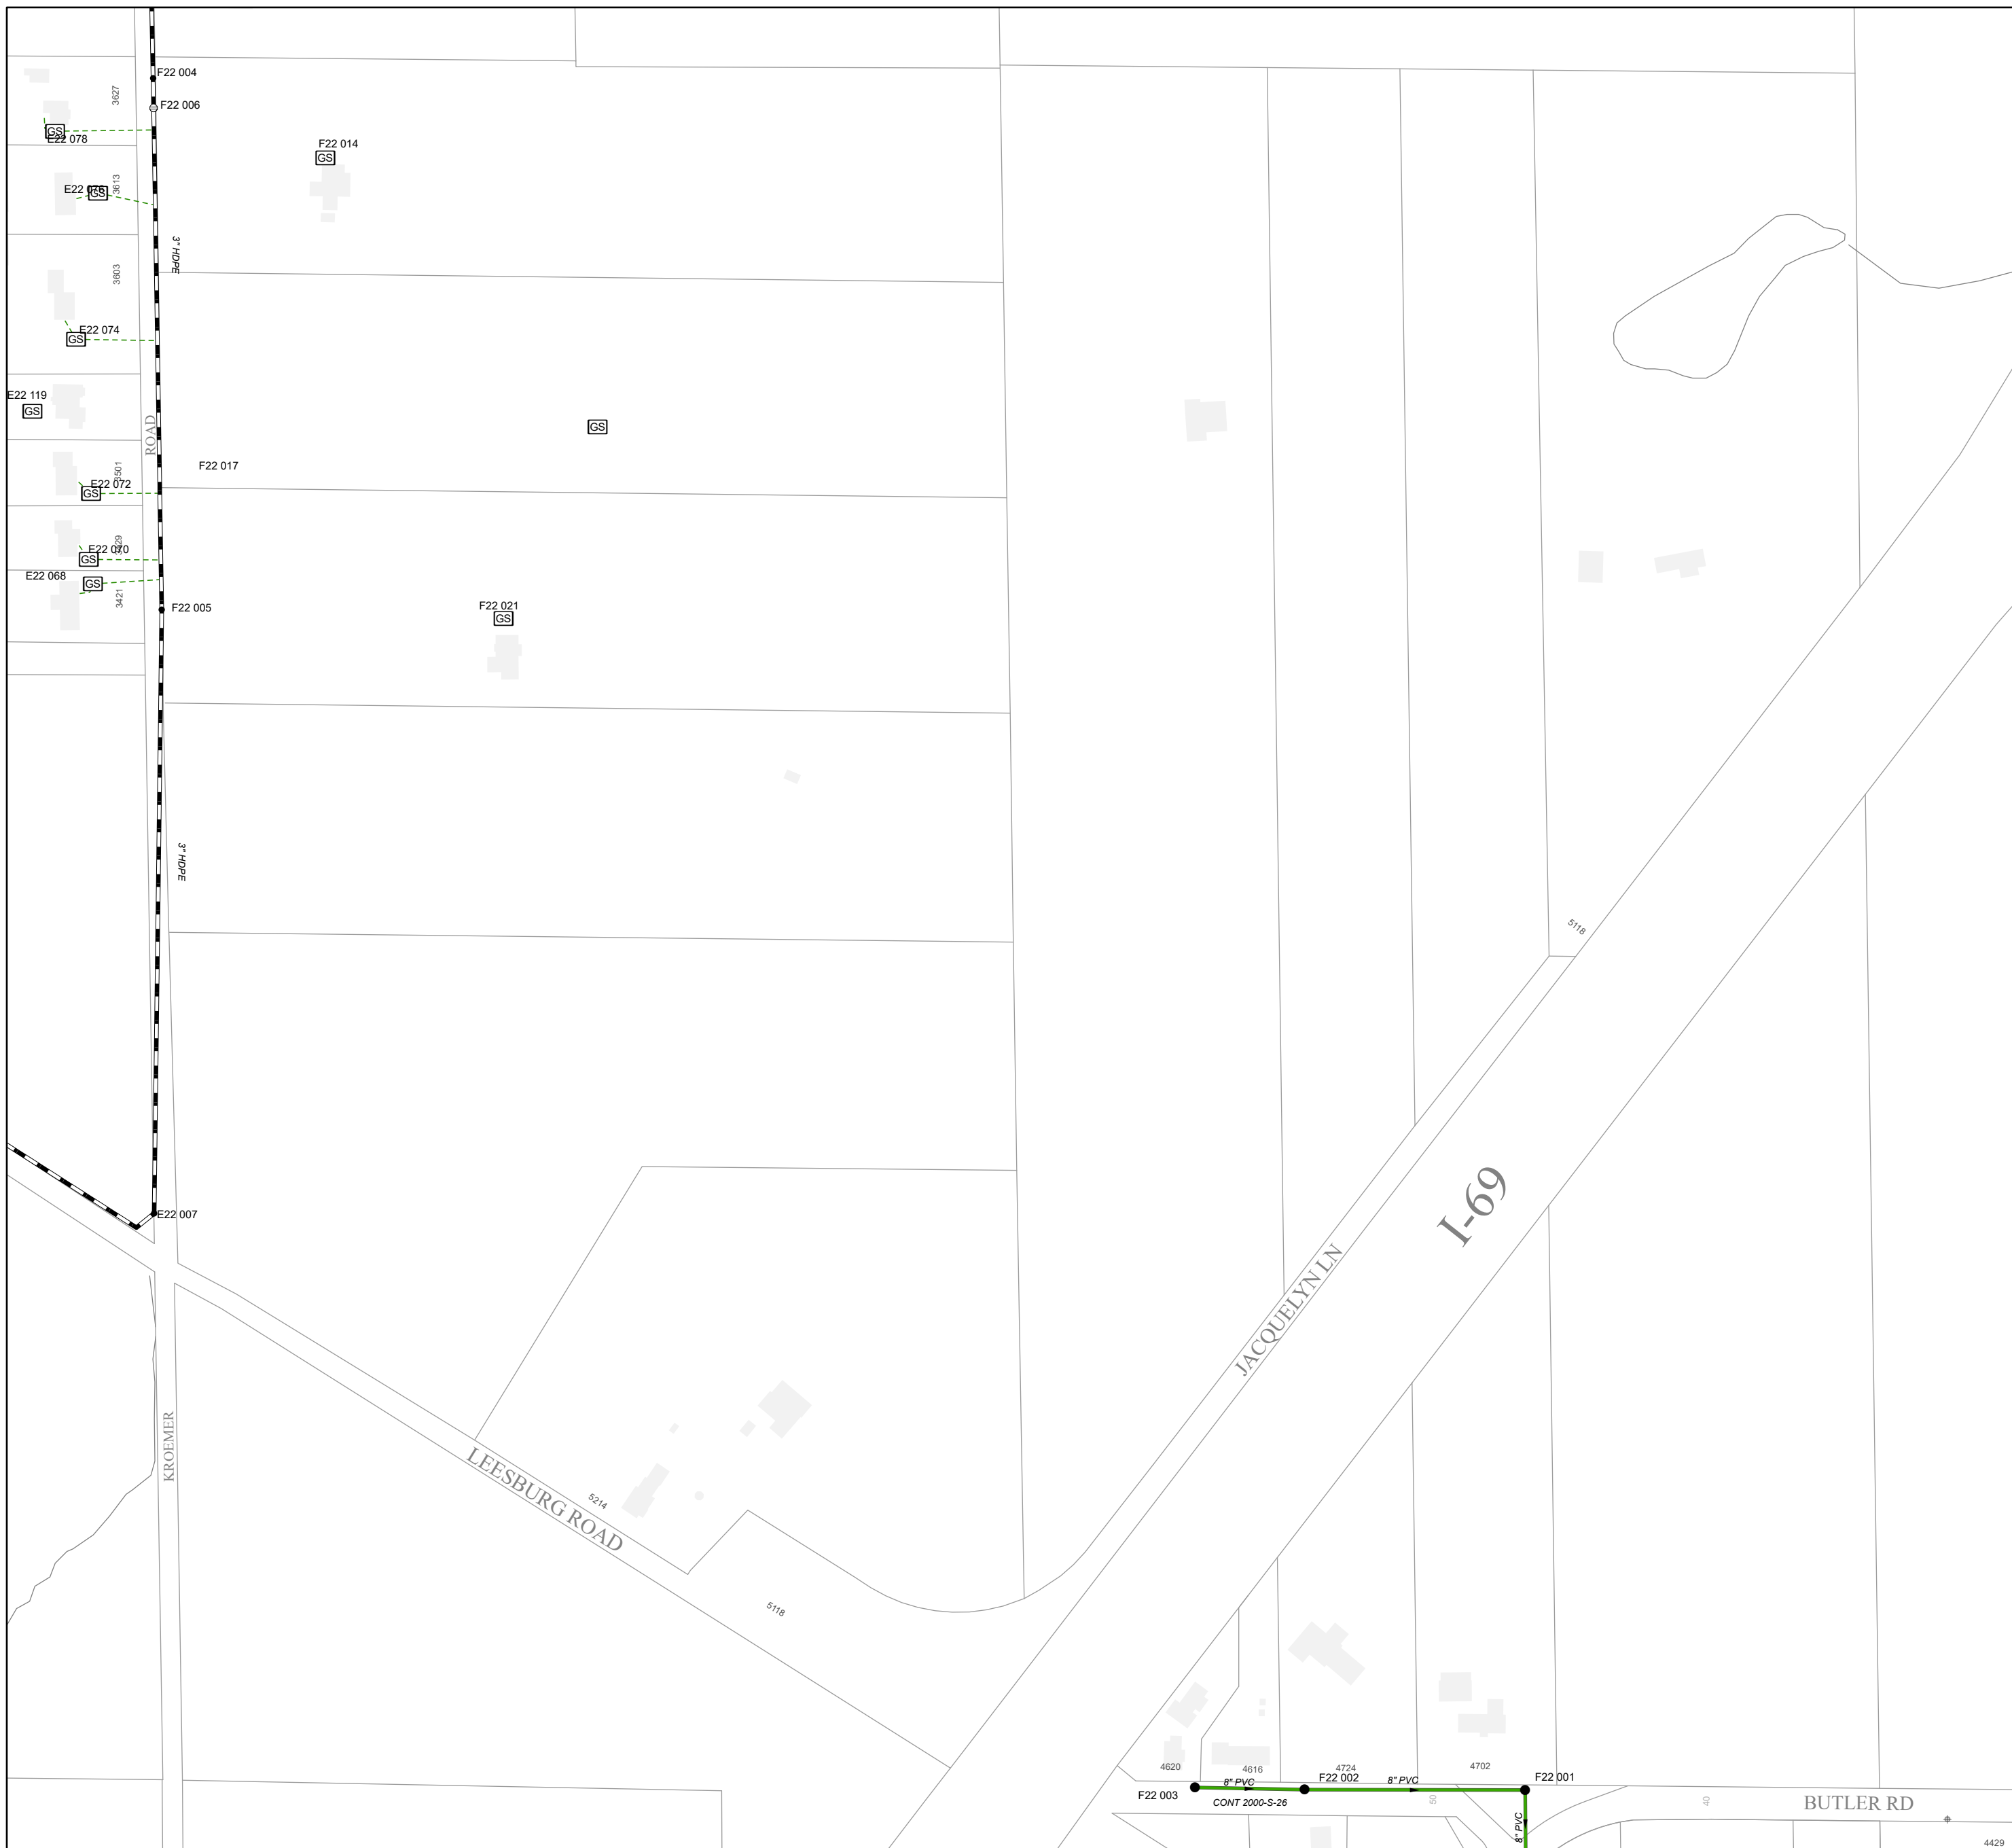 F22 004
F22 006
3627
GS
E22 078
F22 014
GS
3613
E22 076
GS
3" HDPE
3603
E22 074
GS
E22 119
GS
ROAD
GS
F22 017
3501
E22 072
GS
E22 070
GS
E22 068
GS
3421
F22 005
F22 021
GS
3" HDPE
5118
I-69
E22 007
JACQUELYN LN
KROEMER
LEESBURG ROAD
5214
5118
4620
4616
4724
4702
F22 003
8" PVC
F22 002
8" PVC
F22 001
CONT 2000-S-26
50
40
BUTLER RD
8" PVC
4429